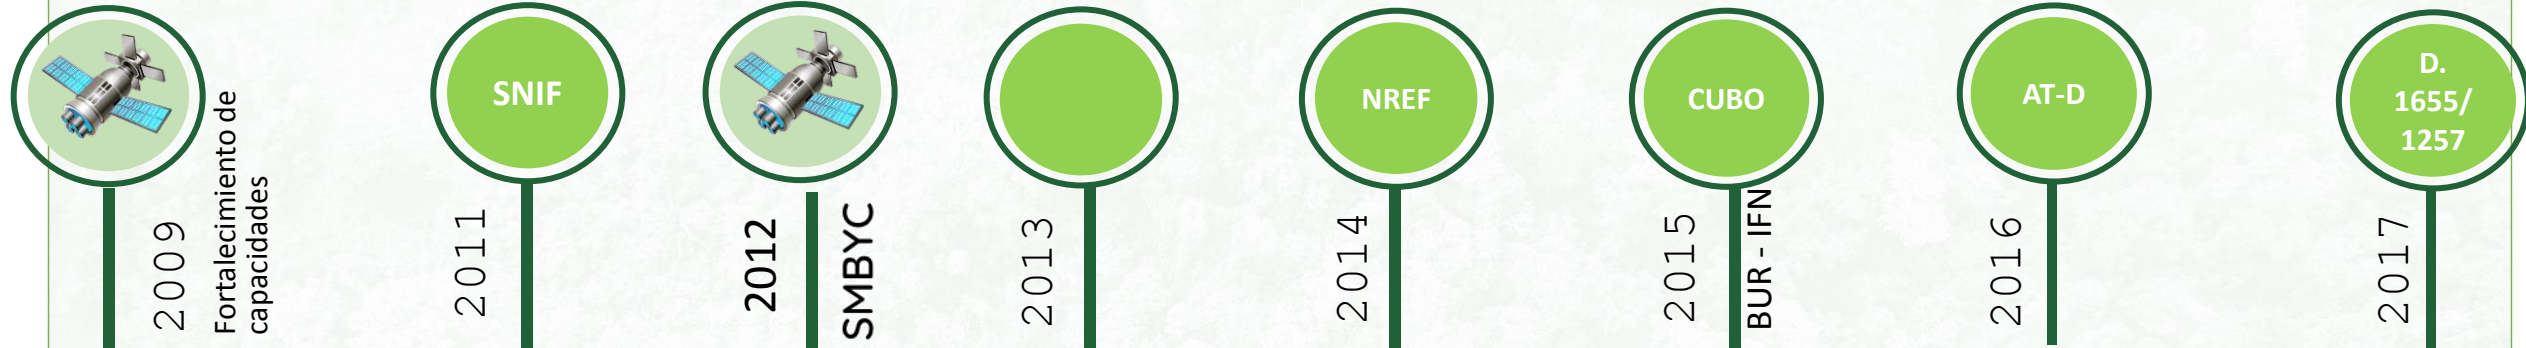 2009
Fortalecimiento de
capacidades
SNIF
2011
2012
SMBYC
2013
NREF
2014
CUBO
2015
BUR - IFN
AT-D
2016
D.
1655/
1257
2017